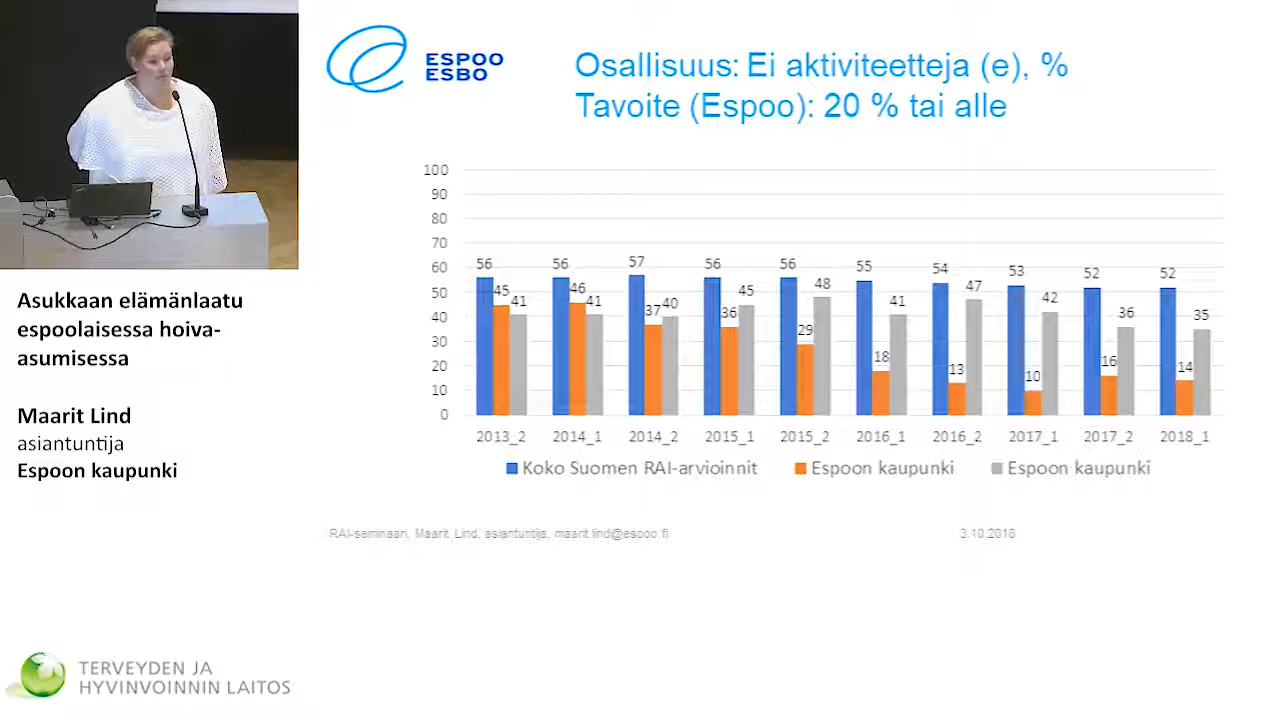 ESPOO
ESBO
Osallisuus: Ei aktiviteetteja (e), %
Tavoite (Espoo): 20 % tai alle
100
90
80
70
60
50
40
30
20
10
0
56 45 41
56 46 41
57 37 40
56 36 45
56 29 48
55 18 41
54 13 47
53 10 42
52 16 36
52 14 35
2013_2 2014_1 2014_2 2015_1 2015_2 2016_1 2016_2 2017_1 2017_2 2018_1
Koko Suomen RAI-arvioinnit Espoon kaupunki Espoon kaupunki
RAI-seminaari, Maarit Lind, asiantuntija, maarit.lind@espoo.fi 3.10.2018
Asukkaan elämänlaatu
espoolaisessa hoiva-
asumisessa
Maarit Lind
asiantuntija
Espoon kaupunki
TERVEYDEN JA
HYVINVOINNIN LAITOS